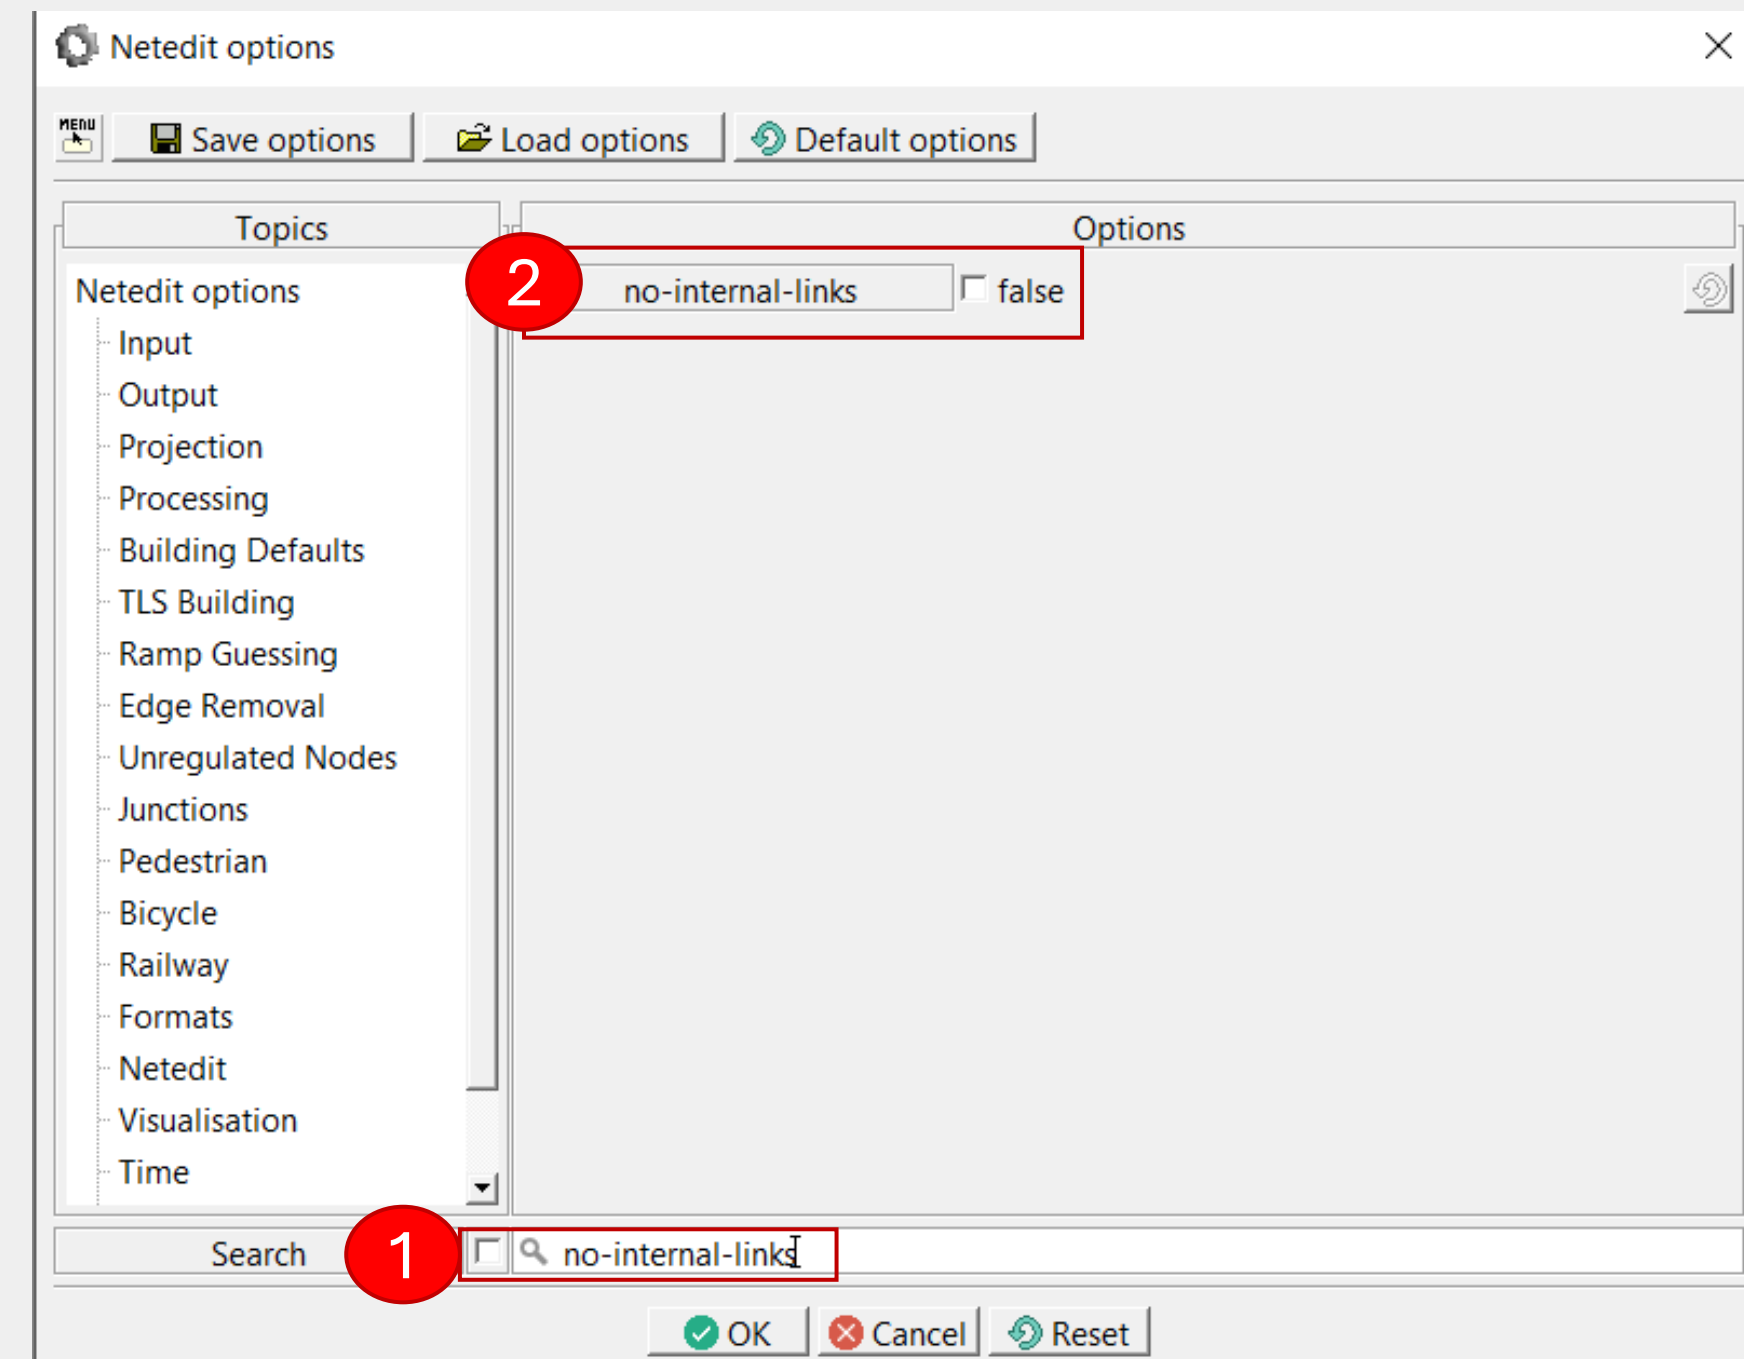 Netedit options
MENU Save options Load options Default options
Topics Options
Netedit options 2 no-internal-links false
Input
Output
Projection
Processing
Building Defaults
TLS Building
Ramp Guessing
Edge Removal
Unregulated Nodes
Junctions
Pedestrian
Bicycle
Railway
Formats
Netedit
Visualisation
Time
Search 1 no-internal-links
OK Cancel Reset